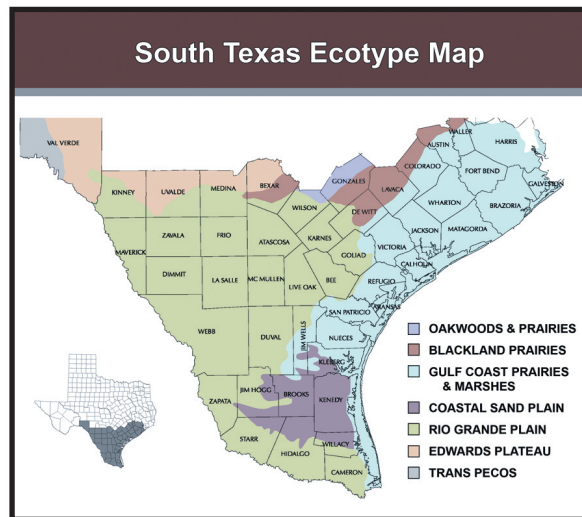 South Texas Ecotype Map
VAL VERDE
KINNEY
UVALDE
MEDINA
BEXAR
GONZALES
LAVACA
COLORADO
AUSTIN
WALLER
HARRIS
FORT BEND
GALVESTON
BRAZORIA
WHARTON
MATAGORDA
JACKSON
DE WITT
WILSON
KARNES
VICTORIA
CALHOUN
GOLIAD
REFUGIO
ARANSAS
MAVERICK
ZAVALA
FRIO
ATASCOSA
DIMMIT
LA SALLE
MC MULLEN
LIVE OAK
BEE
SAN PATRICIO
NUECES
JIM WELLS
WEBB
DUVAL
KLEBERG
ZAPATA
JIM HOGG
BROOKS
KENEDY
STARR
HIDALGO
WILLACY
CAMERON
OAKWOODS & PRAIRIES
BLACKLAND PRAIRIES
GULF COAST PRAIRIES
& MARSHES
COASTAL SAND PLAIN
RIO GRANDE PLAIN
EDWARDS PLATEAU
TRANS PECOS